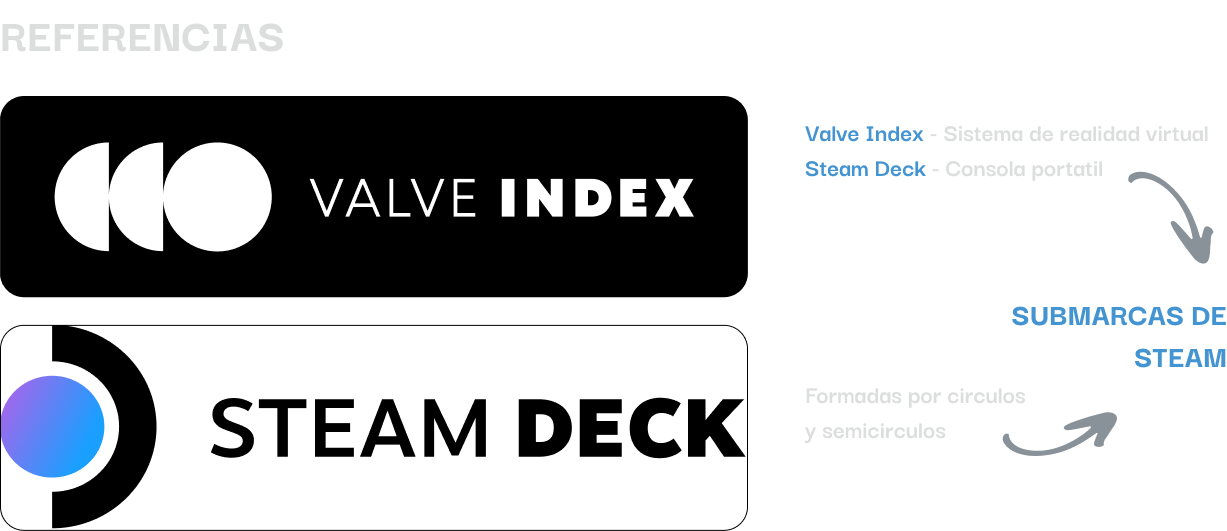 REFERENCIAS
VALVE INDEX
Valve Index - Sistema de realidad virtual
Steam Deck - Consola portatil
SUBMARCAS DE
STEAM
STEAM DECK
Formadas por circulos
y semicirculos